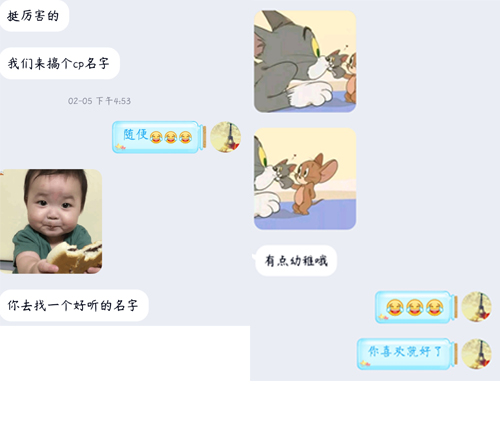 挺厉害的
我们来搞个cp名字
02-05 下午4:53
随便😂😂😂
你去找一个好听的名字
有点幼稚哦
😂😂😂
你喜欢就好了